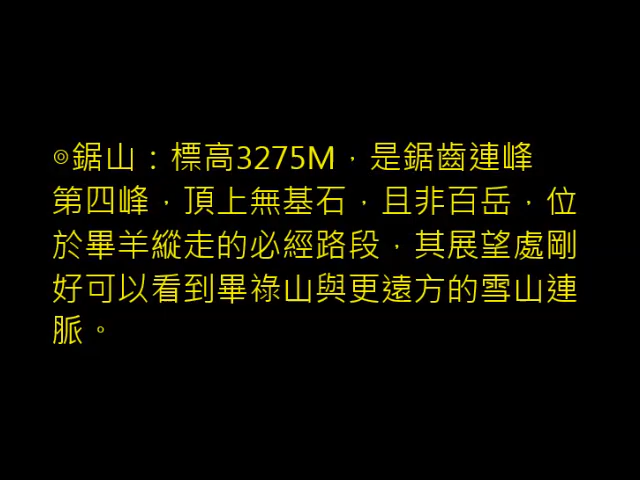 ◎鋸山：標高3275M，是鋸齒連峰
第四峰，頂上無基石，且非百岳，位
於畢羊縱走的必經路段，其展望處剛
好可以看到畢祿山與更遠方的雪山連
脈。